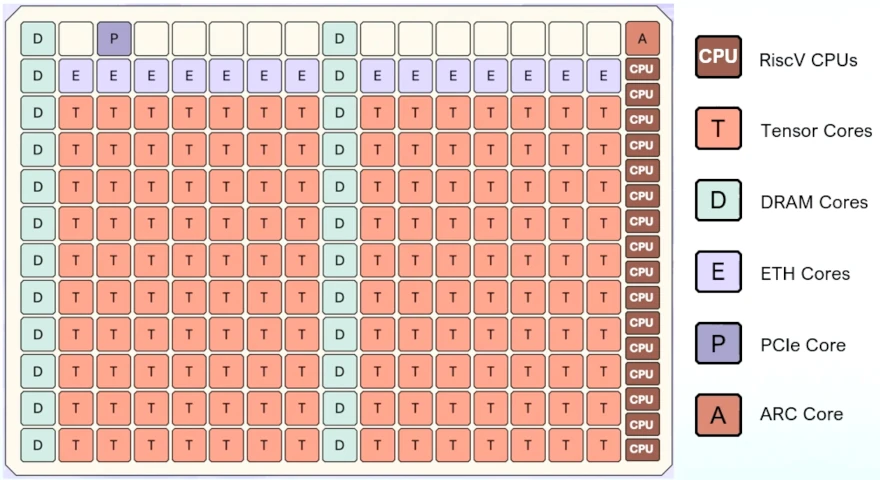 D P D A
D E E E E E E E D E E E E E E E CPU
CPU
D T T T T T T T D T T T T T T T CPU
D T T T T T T T D T T T T T T T CPU
CPU
D T T T T T T T D T T T T T T T CPU
D T T T T T T T D T T T T T T T CPU
CPU
D T T T T T T T D T T T T T T T CPU
D T T T T T T T D T T T T T T T CPU
CPU
D T T T T T T T D T T T T T T T CPU
D T T T T T T T D T T T T T T T CPU
D T T T T T T T D T T T T T T T CPU
CPU
D T T T T T T T D T T T T T T T CPU
CPU RiscV CPUs
T Tensor Cores
D DRAM Cores
E ETH Cores
P PCIe Core
A ARC Core